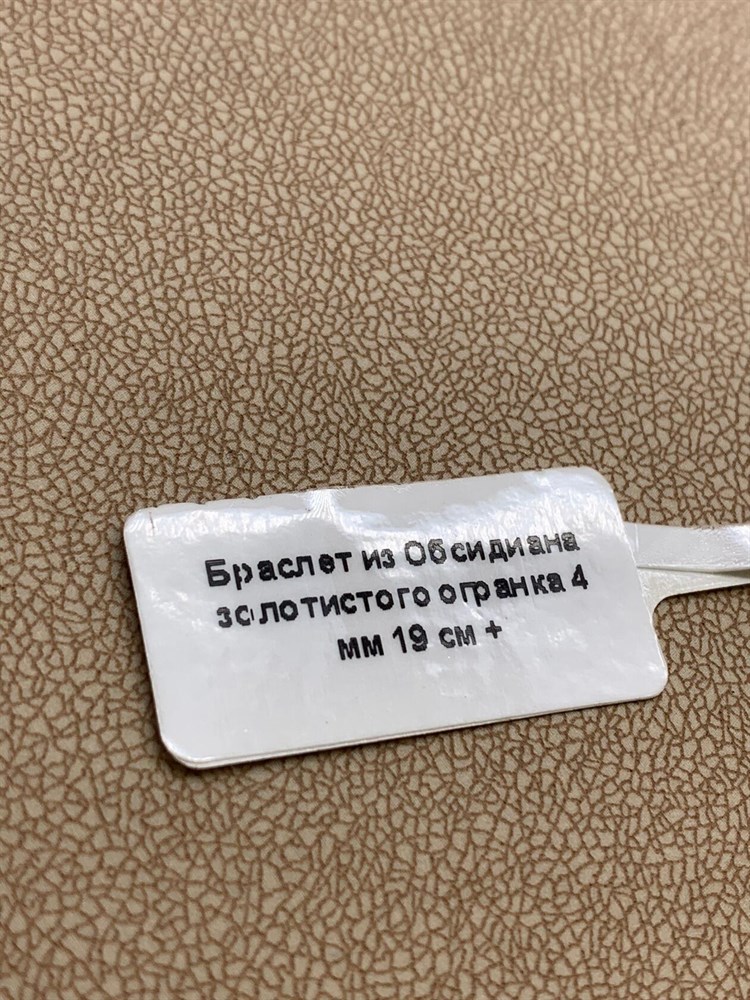 Браслет из Обсидиана
золотистого огранка 4
мм 19 см +